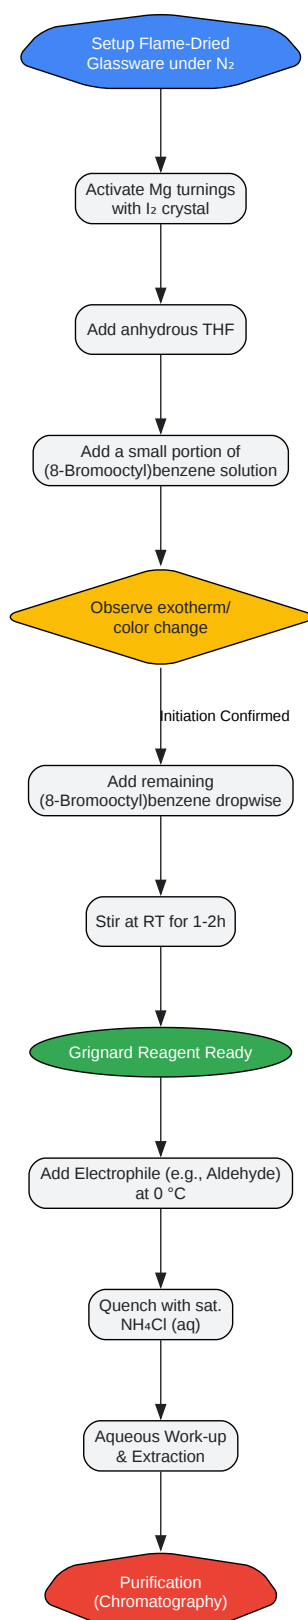 Setup Flame-Dried
Glassware under N₂
Activate Mg turnings
with I₂ crystal
Add anhydrous THF
Add a small portion of
(8-Bromooctyl)benzene solution
Observe exotherm/
color change
Initiation Confirmed
Add remaining
(8-Bromooctyl)benzene dropwise
Stir at RT for 1-2h
Grignard Reagent Ready
Add Electrophile (e.g., Aldehyde)
at 0 °C
Quench with sat.
NH₄Cl (aq)
Aqueous Work-up
& Extraction
Purification
(Chromatography)